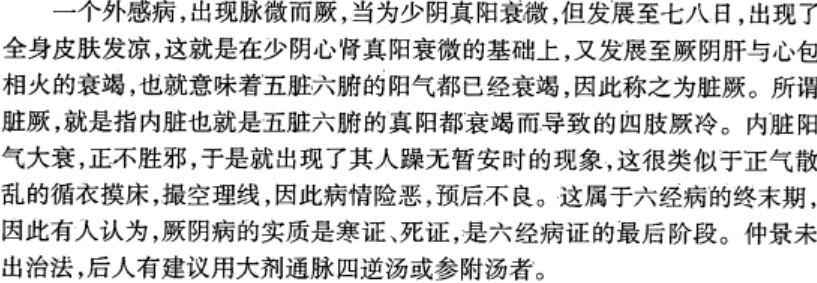 一个外感病,出现脉微而厥,当为少阴真阳衰微,但发展至七八日,出现了
全身皮肤发凉,这就是在少阴心肾真阳衰微的基础上,又发展至厥阴肝与心包
相火的衰竭,也就意味着五脏六腑的阳气都已经衰竭,因此称之为脏厥。所谓
脏厥,就是指内脏也就是五脏六腑的真阳都衰竭而导致的四肢厥冷。内脏阳
气大衰,正不胜邪,于是就出现了其人躁无暂安时的现象,这很类似于正气散
乱的循衣摸床,撮空理线,因此病情险恶,预后不良。这属于六经病的终末期,
因此有人认为,厥阴病的实质是寒证、死证,是六经病证的最后阶段。仲景未
出治法,后人有建议用大剂通脉四逆汤或参附汤者。